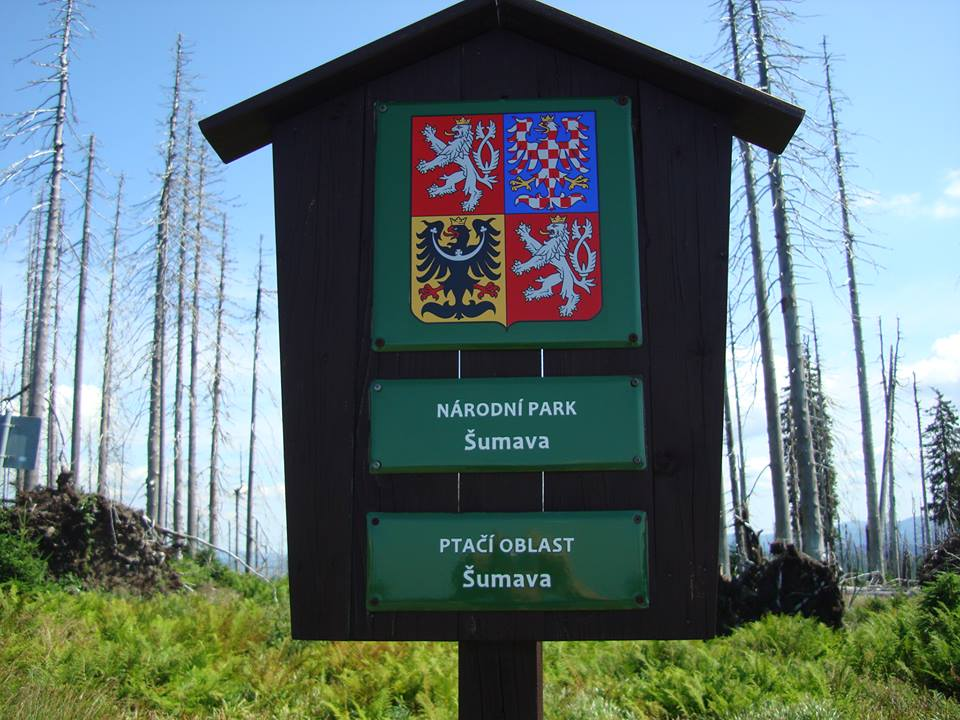 NÁRODNÍ PARK
Šumava
PTAČÍ OBLAST
Šumava